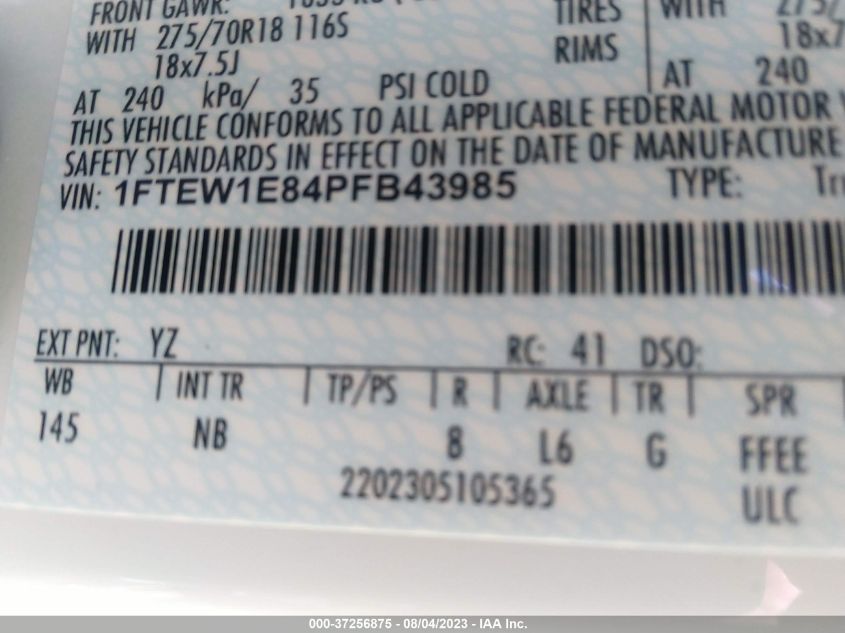 FRONT GAWR:
WITH 275/70R18 116S
18x7.5J
AT 240 kPa/ 35 PSI COLD
TIRES WITH
RIMS
AT 240
THIS VEHICLE CONFORMS TO ALL APPLICABLE FEDERAL MOTOR
SAFETY STANDARDS IN EFFECT ON THE DATE OF MANUFACTURE
VIN: 1FTEW1E84PFB43985 TYPE:
EXT PNT: YZ RC: 41 DSO:
WB INT TR TP/PS R AXLE TR SPR
145 NB 8 L6 G FFEE
2202305105365 ULC
000-37256875 - 08/04/2023 - IAA Inc.